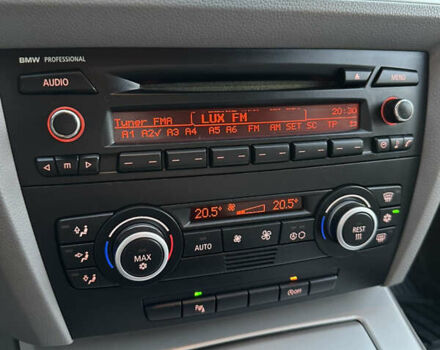 BMW PROFESSIONAL
AUDIO
MENU
LUX FM
20:30
Tuner FMA
A1 A2√ A3 A4 A5 A6 FM AM SET SC TP
m
20.5° 20.5°
AUTO
MAX
REST
OFF